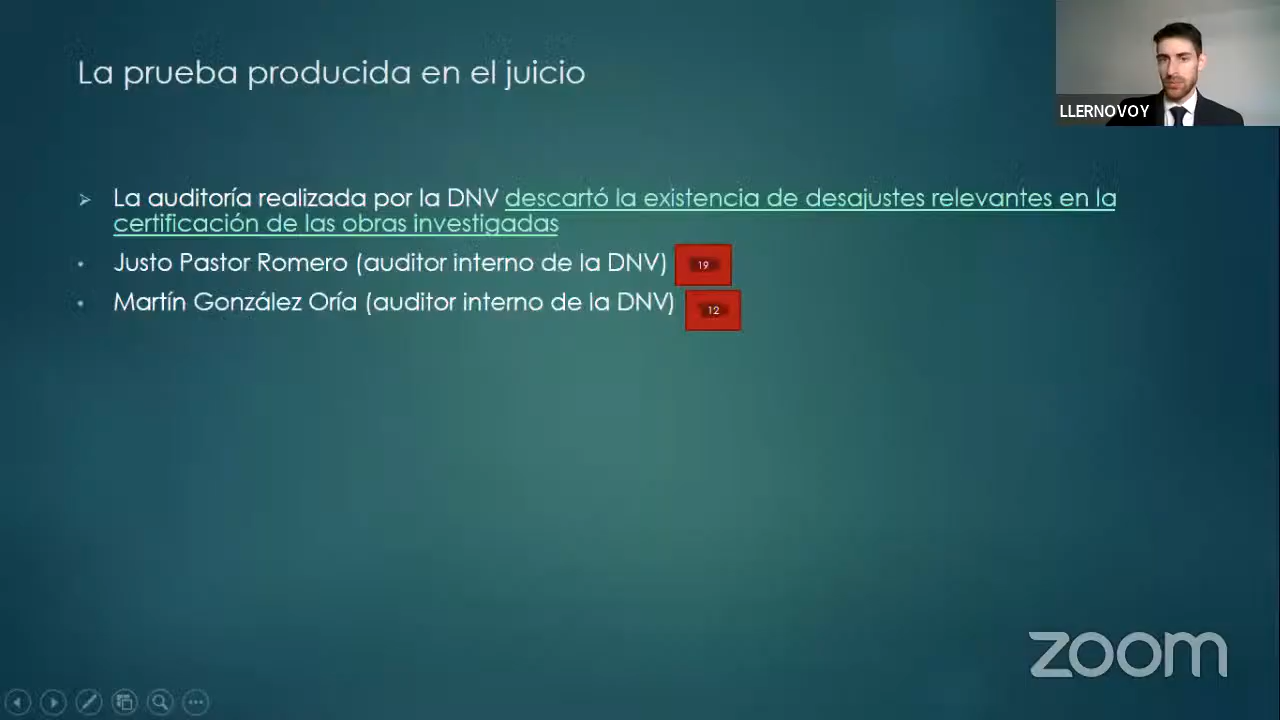 La prueba producida en el juicio
LLERNOVOY
La auditoría realizada por la DNV descartó la existencia de desajustes relevantes en la
certificación de las obras investigadas
Justo Pastor Romero (auditor interno de la DNV) 19
Martín González Oría (auditor interno de la DNV) 12
zoom